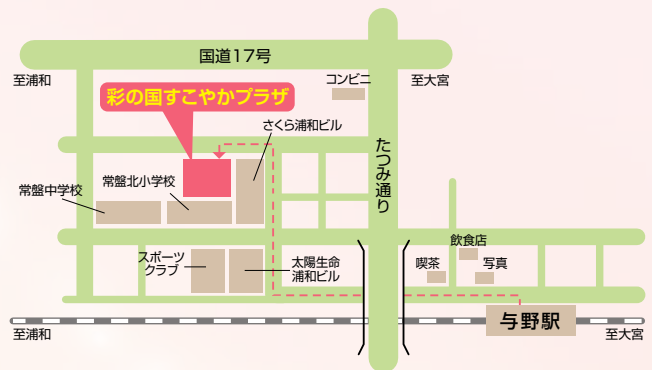 国道17号
至浦和
コンビニ
至大宮
彩の国すこやかプラザ
さくら浦和ビル
たつみ通り
常盤北小学校
常盤中学校
スポーツ
クラブ
太陽生命
浦和ビル
飲食店
喫茶
写真
与野駅
至浦和
至大宮